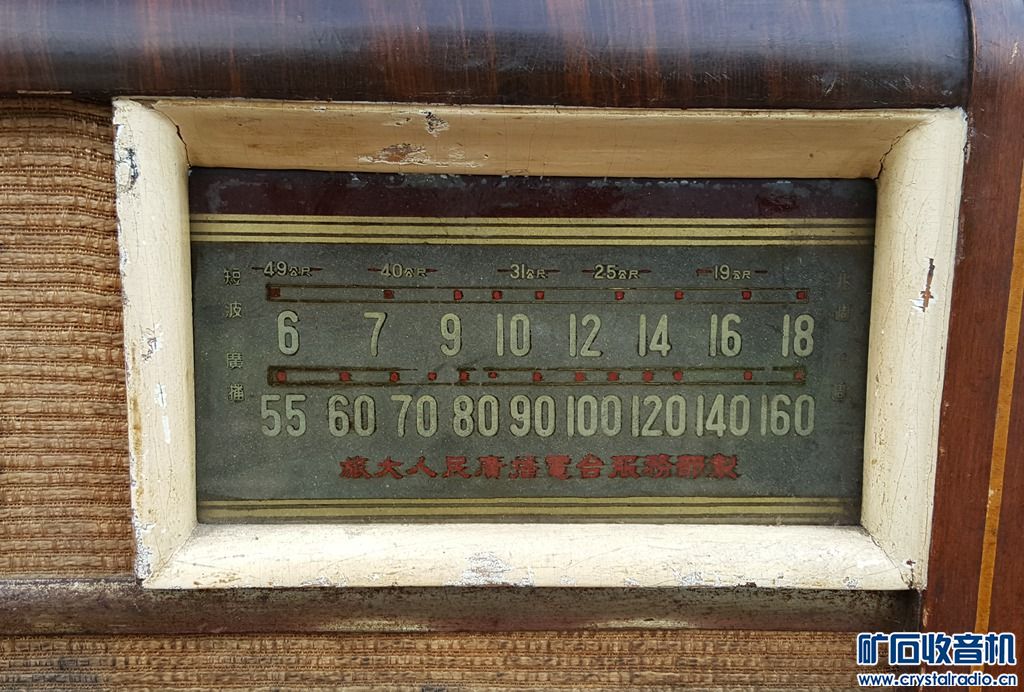 短波 49公尺 40公尺 31公尺 25公尺 19公尺
6 7 9 10 12 14 16 18
廣播
55 60 70 80 90 100 120 140 160
旅大人民廣播電台服務部製
矿石收音机
www.crystalradio.cn